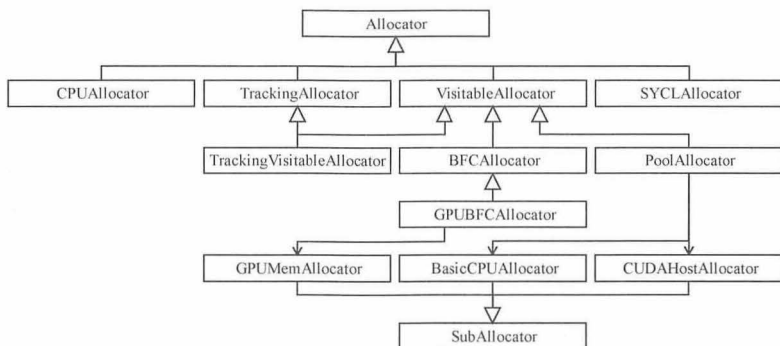 Allocator
CPUAllocator
TrackingAllocator
VisitableAllocator
SYCLAllocator
TrackingVisitableAllocator
BFCAllocator
PoolAllocator
GPUBFCAllocator
GPUMemAllocator
BasicCPUAllocator
CUDAHostAllocator
SubAllocator